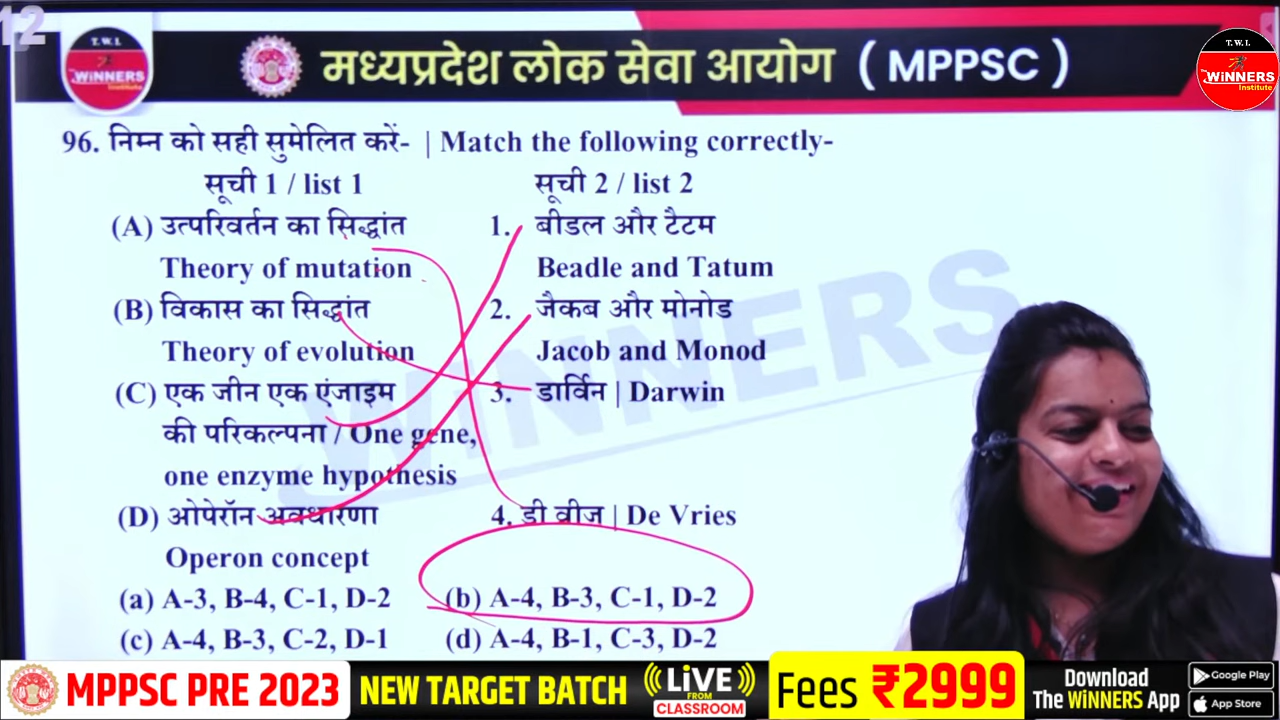 12
T.W.I.
The WiNNERS
Institute
मध्यप्रदेश लोक सेवा आयोग ( MPPSC )
T.W.I.
The WiNNERS
Institute
96. निम्न को सही सुमेलित करें- | Match the following correctly-
सूची 1 / list 1
सूची 2 / list 2
(A) उत्परिवर्तन का सिद्धांत
1. बीडल और टैटम
Theory of mutation
Beadle and Tatum
(B) विकास का सिद्धांत
2. जैकब और मोनोड
Theory of evolution
Jacob and Monod
(C) एक जीन एक एंजाइम
3. डार्विन | Darwin
की परिकल्पना / One gene,
one enzyme hypothesis
(D) ओपेरॉन अवधारणा
4. डी वीज | De Vries
Operon concept
(a) A-3, B-4, C-1, D-2
(b) A-4, B-3, C-1, D-2
(c) A-4, B-3, C-2, D-1
(d) A-4, B-1, C-3, D-2
WiNNERS
MPPSC PRE 2023
NEW TARGET BATCH
LiVE
FROM
CLASSROOM
Fees ₹2999
Download
The WiNNERS App
Google Play
App Store